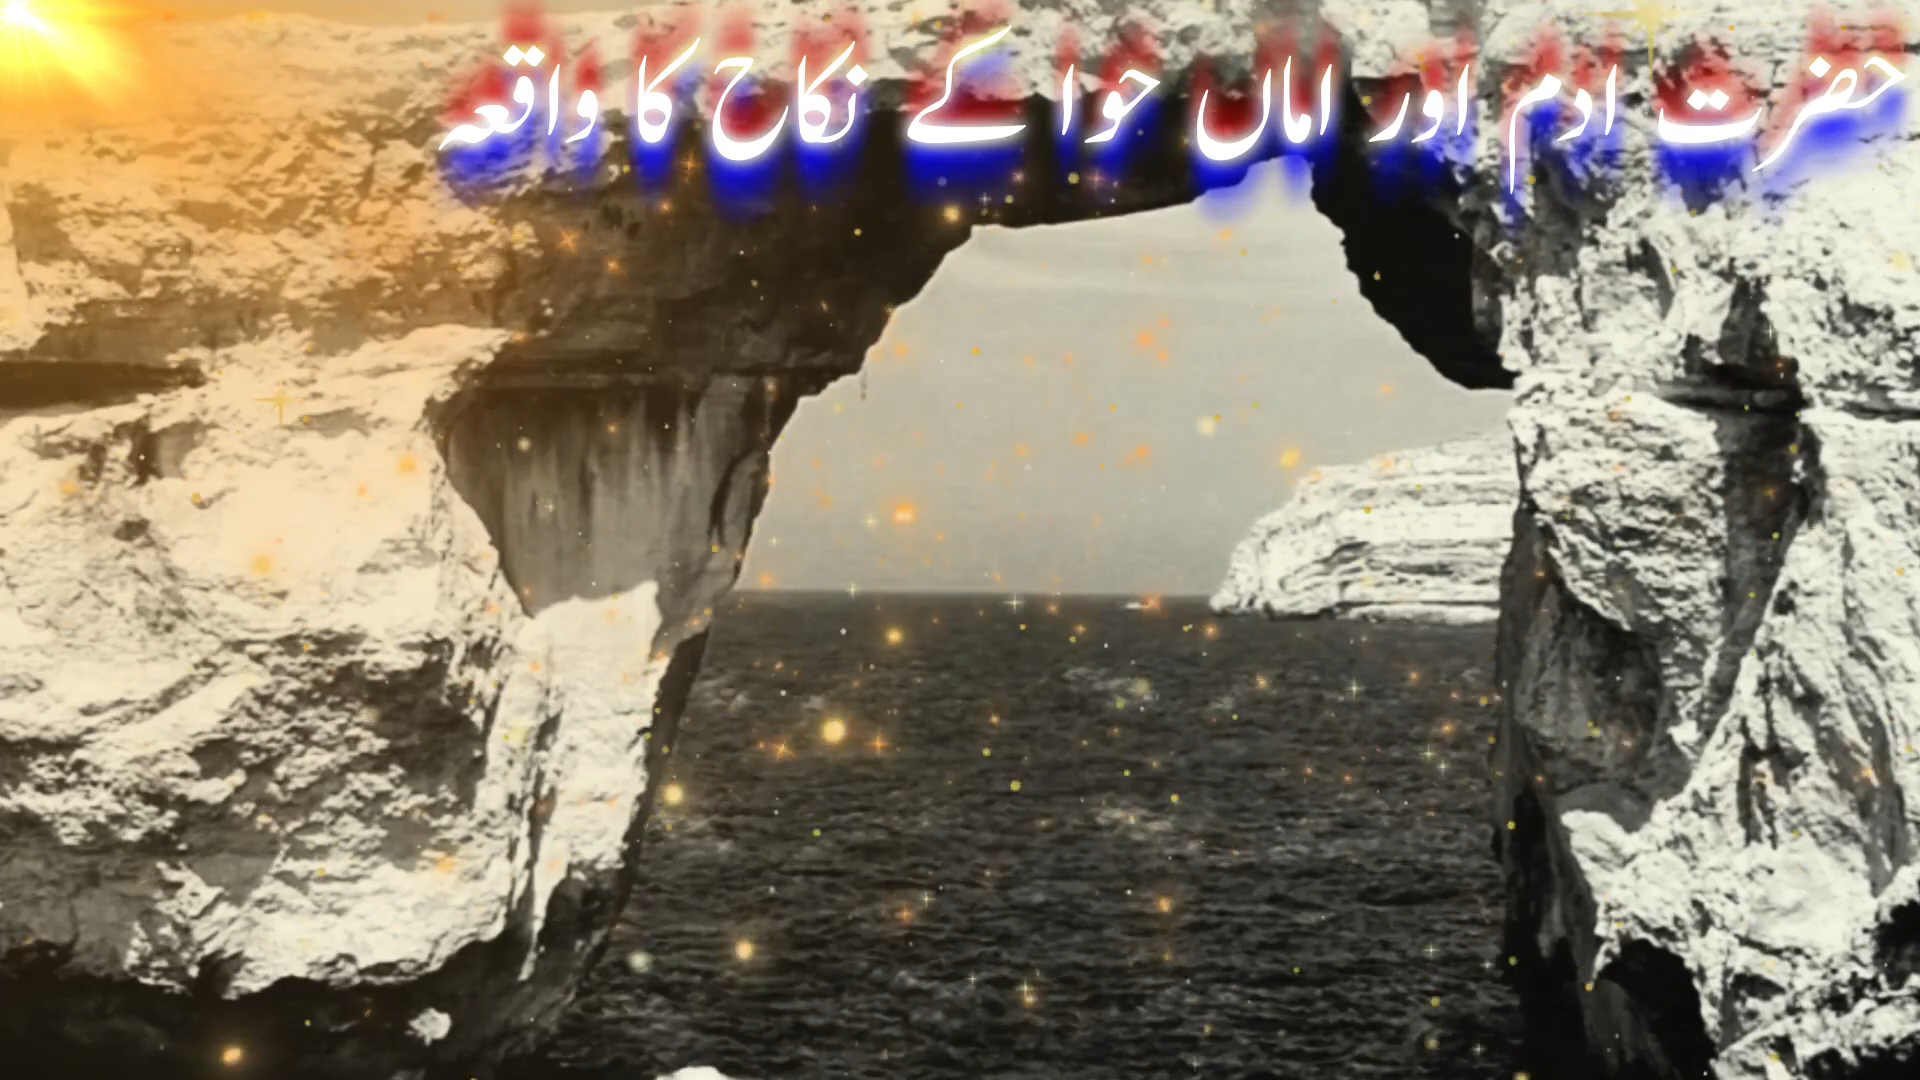 حضرت ادم اور اماں حوا کے نکاح کا واقعہ